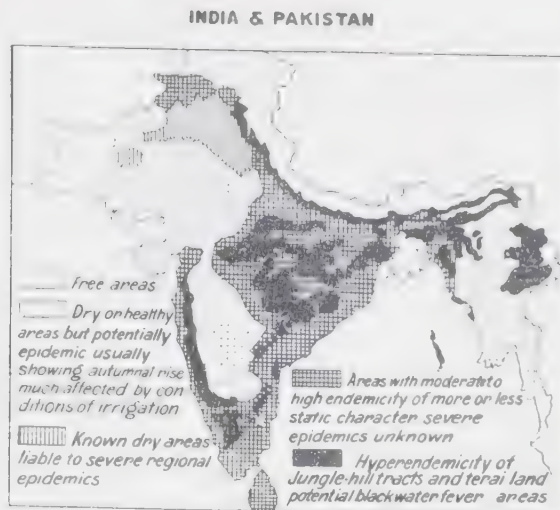 INDIA & PAKISTAN
Free areas
Dry or healthy
areas but potentially
epidemic usually
showing autumnal rise
much affected by con
ditions of irrigation
Known dry areas
liable to severe regional
epidemics
Areas with moderate to
high endemicity of more or less
static character severe
epidemics unknown
Hyperendemicity of
Jungle-hill tracts and terai land
potential blackwater fever areas